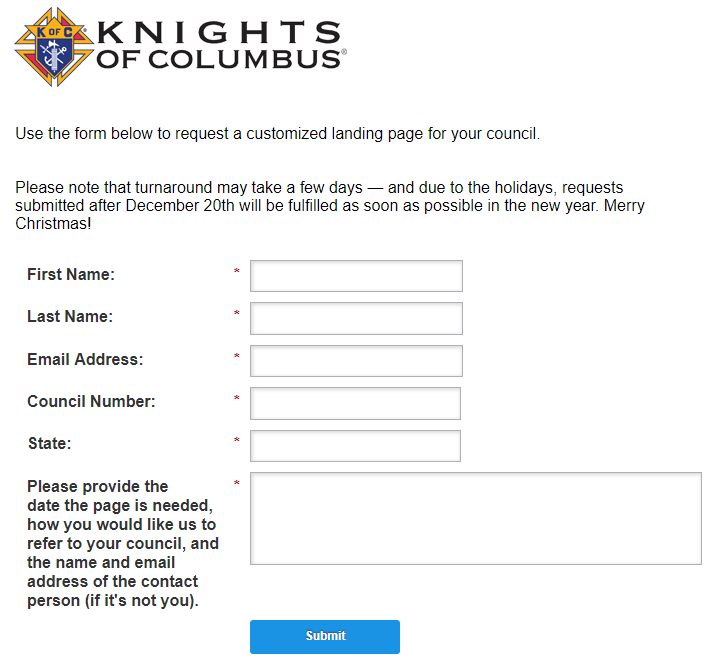 K OF C
KNIGHTS
OF COLUMBUS®
Use the form below to request a customized landing page for your council.
Please note that turnaround may take a few days — and due to the holidays, requests
submitted after December 20th will be fulfilled as soon as possible in the new year. Merry
Christmas!
First Name: *
Last Name: *
Email Address: *
Council Number: *
State: *
Please provide the *
date the page is needed,
how you would like us to
refer to your council, and
the name and email
address of the contact
person (if it's not you).
Submit